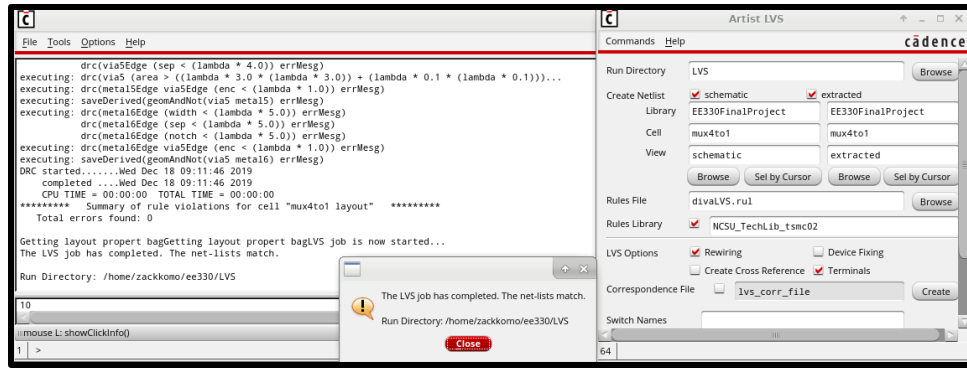 File Tools Options Help
drc(via5Edge (sep < (lambda * 4.0)) errMesg)
executing: drc(via5 (area > ((lambda * 3.0 * (lambda * 3.0)) + (lambda * 0.1 * (lambda * 0.1)))...
executing: drc(metal5Edge via5Edge (enc < (lambda * 1.0)) errMesg)
executing: saveDerived(geomAndNot(via5 metal5) errMesg)
executing: drc(metal6Edge (width < (lambda * 5.0)) errMesg)
drc(metal6Edge (sep < (lambda * 5.0)) errMesg)
drc(metal6Edge (notch < (lambda * 5.0)) errMesg)
executing: drc(metal6Edge via5Edge (enc < (lambda * 1.0)) errMesg)
executing: saveDerived(geomAndNot(via5 metal6) errMesg)
DRC started.......Wed Dec 18 09:11:46 2019
completed ....Wed Dec 18 09:11:46 2019
CPU TIME = 00:00:00 TOTAL TIME = 00:00:00
********* Summary of rule violations for cell "mux4to1 layout" *********
Total errors found: 0
Getting layout propert bagGetting layout propert bagLVS job is now started...
The LVS job has completed. The net-lists match.
Run Directory: /home/zackkomo/ee330/LVS
10
mouse L: showClickInfo()
1 >
The LVS job has completed. The net-lists match.
Run Directory: /home/zackkomo/ee330/LVS
Close
Artist LVS
Commands Help
cādence
Run Directory LVS Browse
Create Netlist schematic extracted
Library EE330FinalProject EE330FinalProject
Cell mux4to1 mux4to1
View schematic extracted
Browse Sel by Cursor Browse Sel by Cursor
Rules File divaLVS.rul Browse
Rules Library NCSU_TechLib_tsmc02
LVS Options Rewiring Device Fixing
Create Cross Reference Terminals
Correspondence File lvs_corr_file Create
Switch Names
64